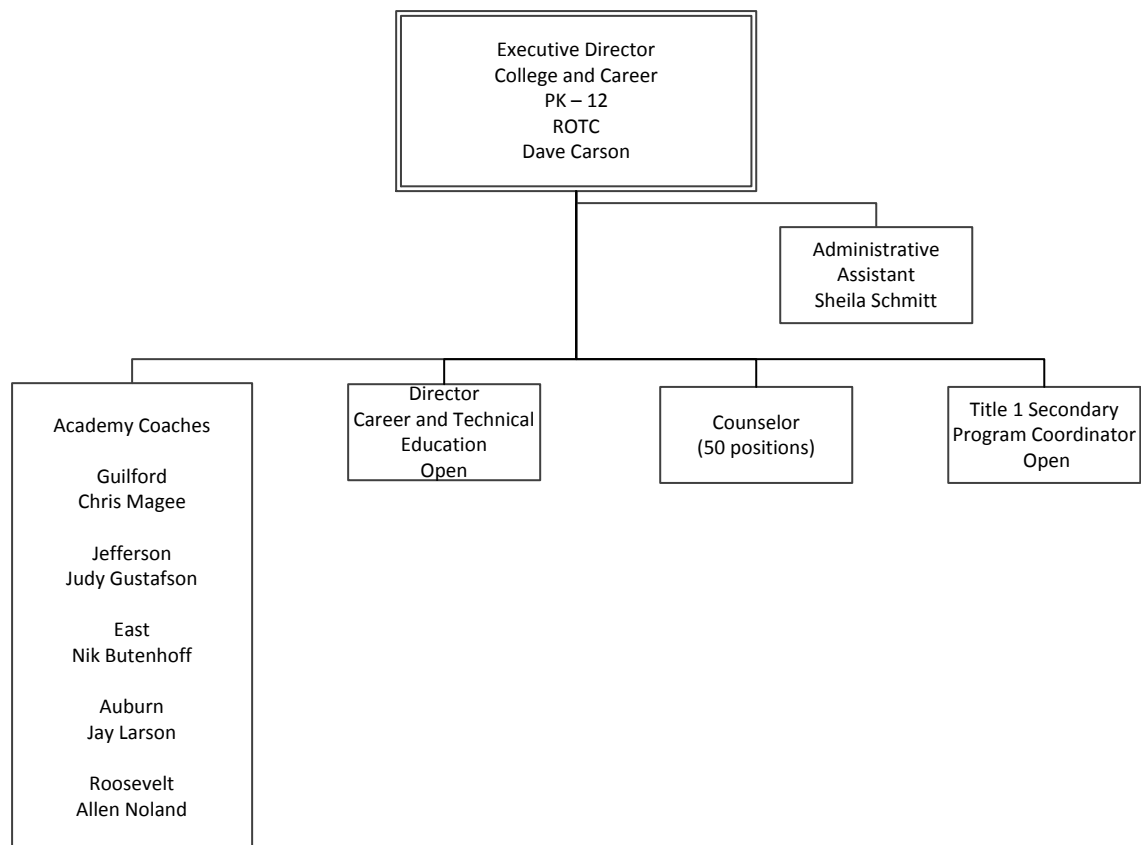 Executive Director
College and Career
PK – 12
ROTC
Dave Carson
Administrative
Assistant
Sheila Schmitt
Academy Coaches
Guilford
Chris Magee
Jefferson
Judy Gustafson
East
Nik Butenhoff
Auburn
Jay Larson
Roosevelt
Allen Noland
Director
Career and Technical
Education
Open
Counselor
(50 positions)
Title 1 Secondary
Program Coordinator
Open